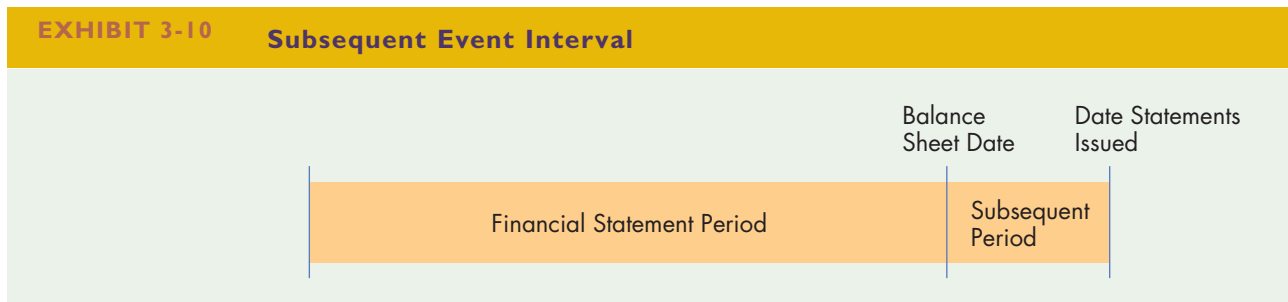 EXHIBIT 3-10 Subsequent Event Interval
Balance
Sheet Date
Date Statements
Issued
Financial Statement Period
Subsequent
Period